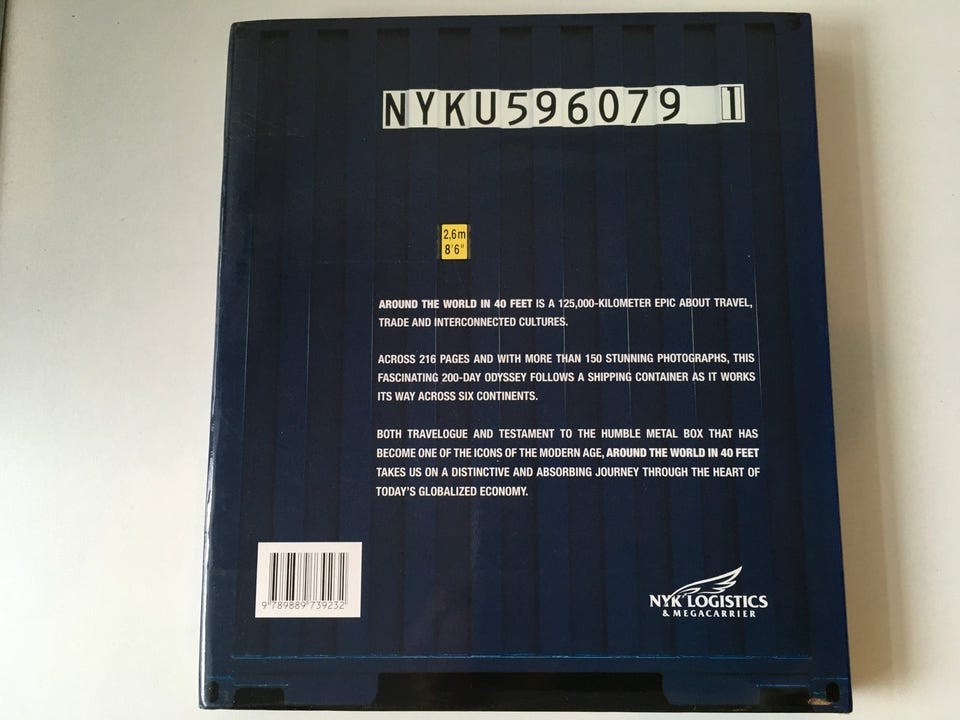 NYKU596079 1
2,6m
8'6"
AROUND THE WORLD IN 40 FEET IS A 125,000-KILOMETER EPIC ABOUT TRAVEL,
TRADE AND INTERCONNECTED CULTURES.
ACROSS 216 PAGES AND WITH MORE THAN 150 STUNNING PHOTOGRAPHS, THIS
FASCINATING 200-DAY ODYSSEY FOLLOWS A SHIPPING CONTAINER AS IT WORKS
ITS WAY ACROSS SIX CONTINENTS.
BOTH TRAVELOGUE AND TESTAMENT TO THE HUMBLE METAL BOX THAT HAS
BECOME ONE OF THE ICONS OF THE MODERN AGE, AROUND THE WORLD IN 40 FEET
TAKES US ON A DISTINCTIVE AND ABSORBING JOURNEY THROUGH THE HEART OF
TODAY'S GLOBALIZED ECONOMY.
9 789889 739232
NYK LOGISTICS
& MEGACARRIER